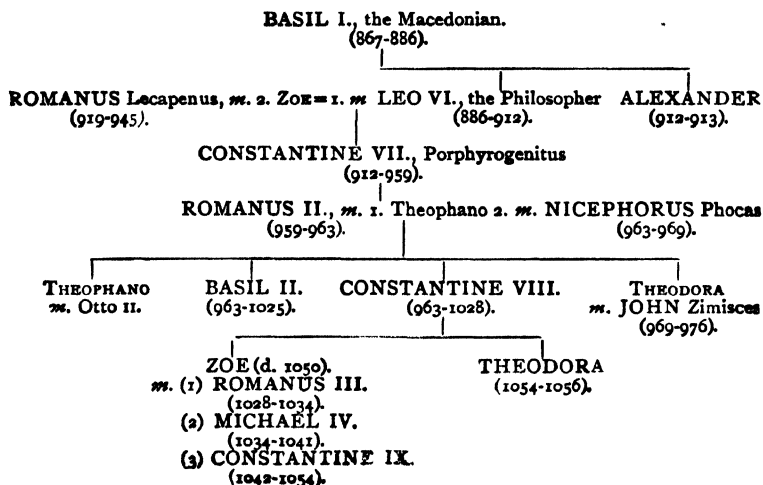 BASIL I., the Macedonian.
(867-886).
ROMANUS Lecapenus, m. 2. ZOE=1. m LEO VI., the Philosopher ALEXANDER
(919-945). (886-912). (912-913).
CONSTANTINE VII., Porphyrogenitus
(912-959).
ROMANUS II., m. 1. Theophano 2. m. NICEPHORUS Phocas
(959-963). (963-969).
THEOPHANO BASIL II. CONSTANTINE VIII. THEODORA
m. Otto II. (963-1025). (963-1028). m. JOHN Zimisces
(969-976).
ZOE (d. 1050). THEODORA
m. (1) ROMANUS III. (1054-1056).
(1028-1034).
(2) MICHAEL IV.
(1034-1041).
(3) CONSTANTINE IX.
(1042-1054).